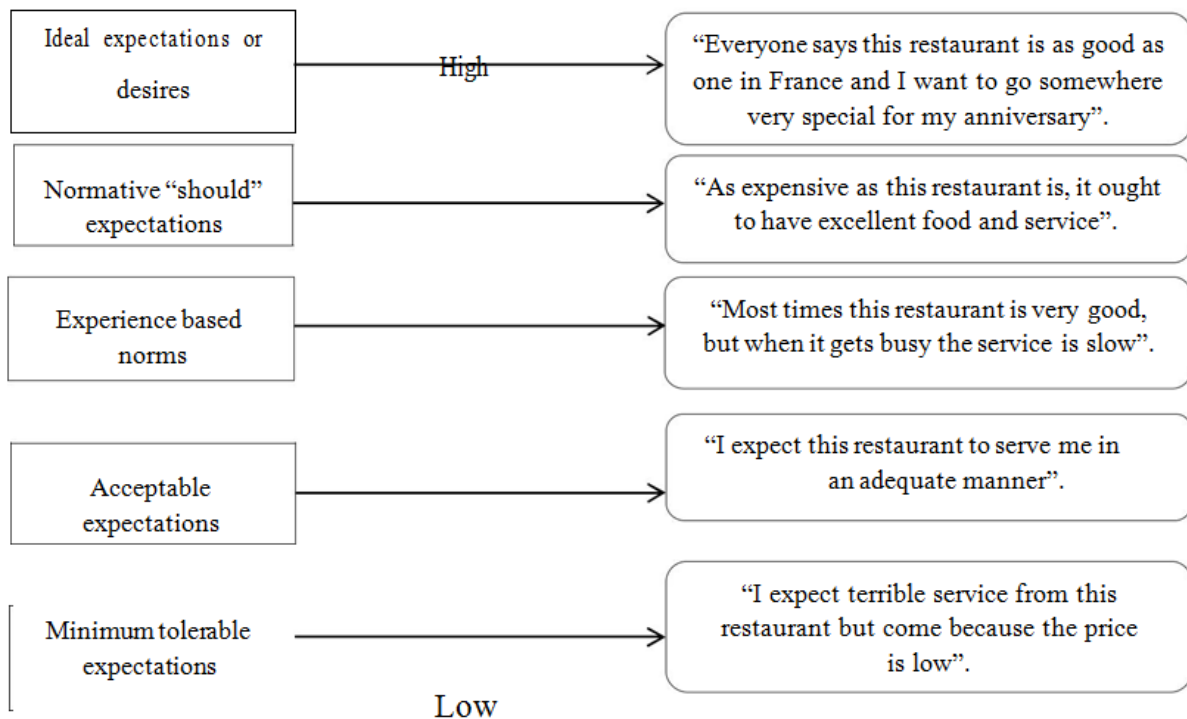 Ideal expectations or
desires
High
“Everyone says this restaurant is as good as
one in France and I want to go somewhere
very special for my anniversary”.
Normative “should”
expectations
“As expensive as this restaurant is, it ought
to have excellent food and service”.
Experience based
norms
“Most times this restaurant is very good,
but when it gets busy the service is slow”.
Acceptable
expectations
“I expect this restaurant to serve me in
an adequate manner”.
Minimum tolerable
expectations
“I expect terrible service from this
restaurant but come because the price
is low”.
Low